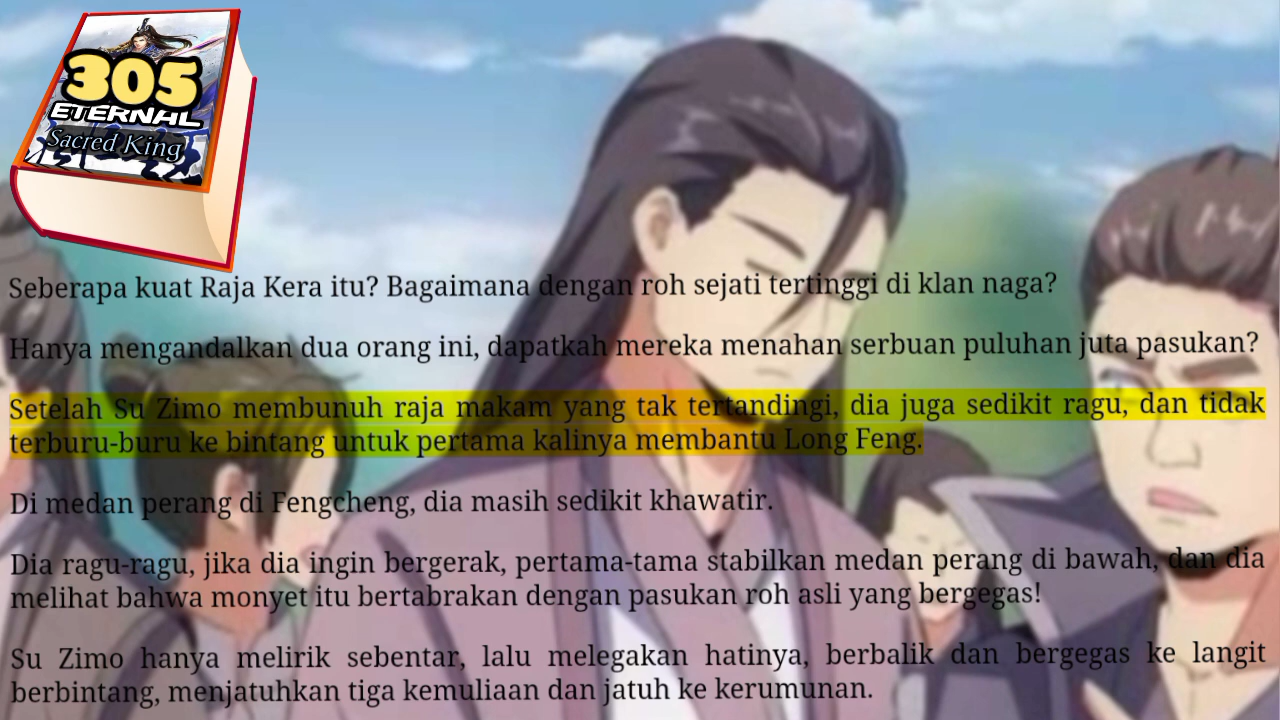 305
ETERNAL
Sacred King
Seberapa kuat Raja Kera itu? Bagaimana dengan roh sejati tertinggi di klan naga?
Hanya mengandalkan dua orang ini, dapatkah mereka menahan serbuan puluhan juta pasukan?
Setelah Su Zimo membunuh raja makam yang tak tertandingi, dia juga sedikit ragu, dan tidak
terburu-buru ke bintang untuk pertama kalinya membantu Long Feng.
Di medan perang di Fengcheng, dia masih sedikit khawatir.
Dia ragu-ragu, jika dia ingin bergerak, pertama-tama stabilkan medan perang di bawah, dan dia
melihat bahwa monyet itu bertabrakan dengan pasukan roh asli yang bergegas!
Su Zimo hanya melirik sebentar, lalu melegakan hatinya, berbalik dan bergegas ke langit
berbintang, menjatuhkan tiga kemuliaan dan jatuh ke kerumunan.